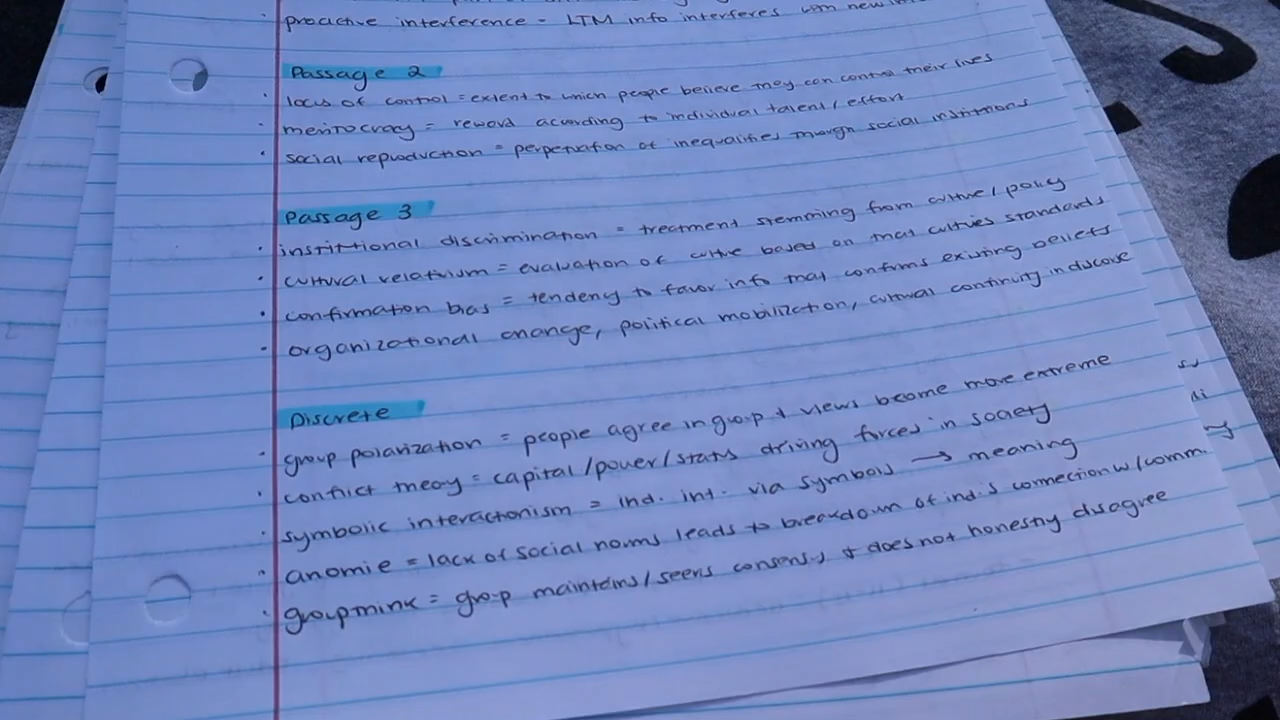 proactive interference = LTM info interferes with new
Passage 2
• locus of control = extent to which people believe they can control their lives
• meritocracy = reward according to individual talent / effort
• social reproduction = perpetuation of inequalities through social institutions
Passage 3
• institutional discrimination = treatment stemming from culture / policy
• cultural relativism = evaluation of culture based on that cultures standards
• confirmation bias = tendency to favor info that confirms existing beliefs
• organizational change, political mobilization, cultural continuity in
Discrete
• group polarization = people agree in group + views become more extreme
• conflict theory = capital / power / status driving forces in society
• symbolic interactionism = ind. int. via symbols → meaning
• anomie = lack of social norms leads to breakdown of ind.'s connection w/ comm.
• groupthink = group maintains / seeks consensus + does not honestly disagree